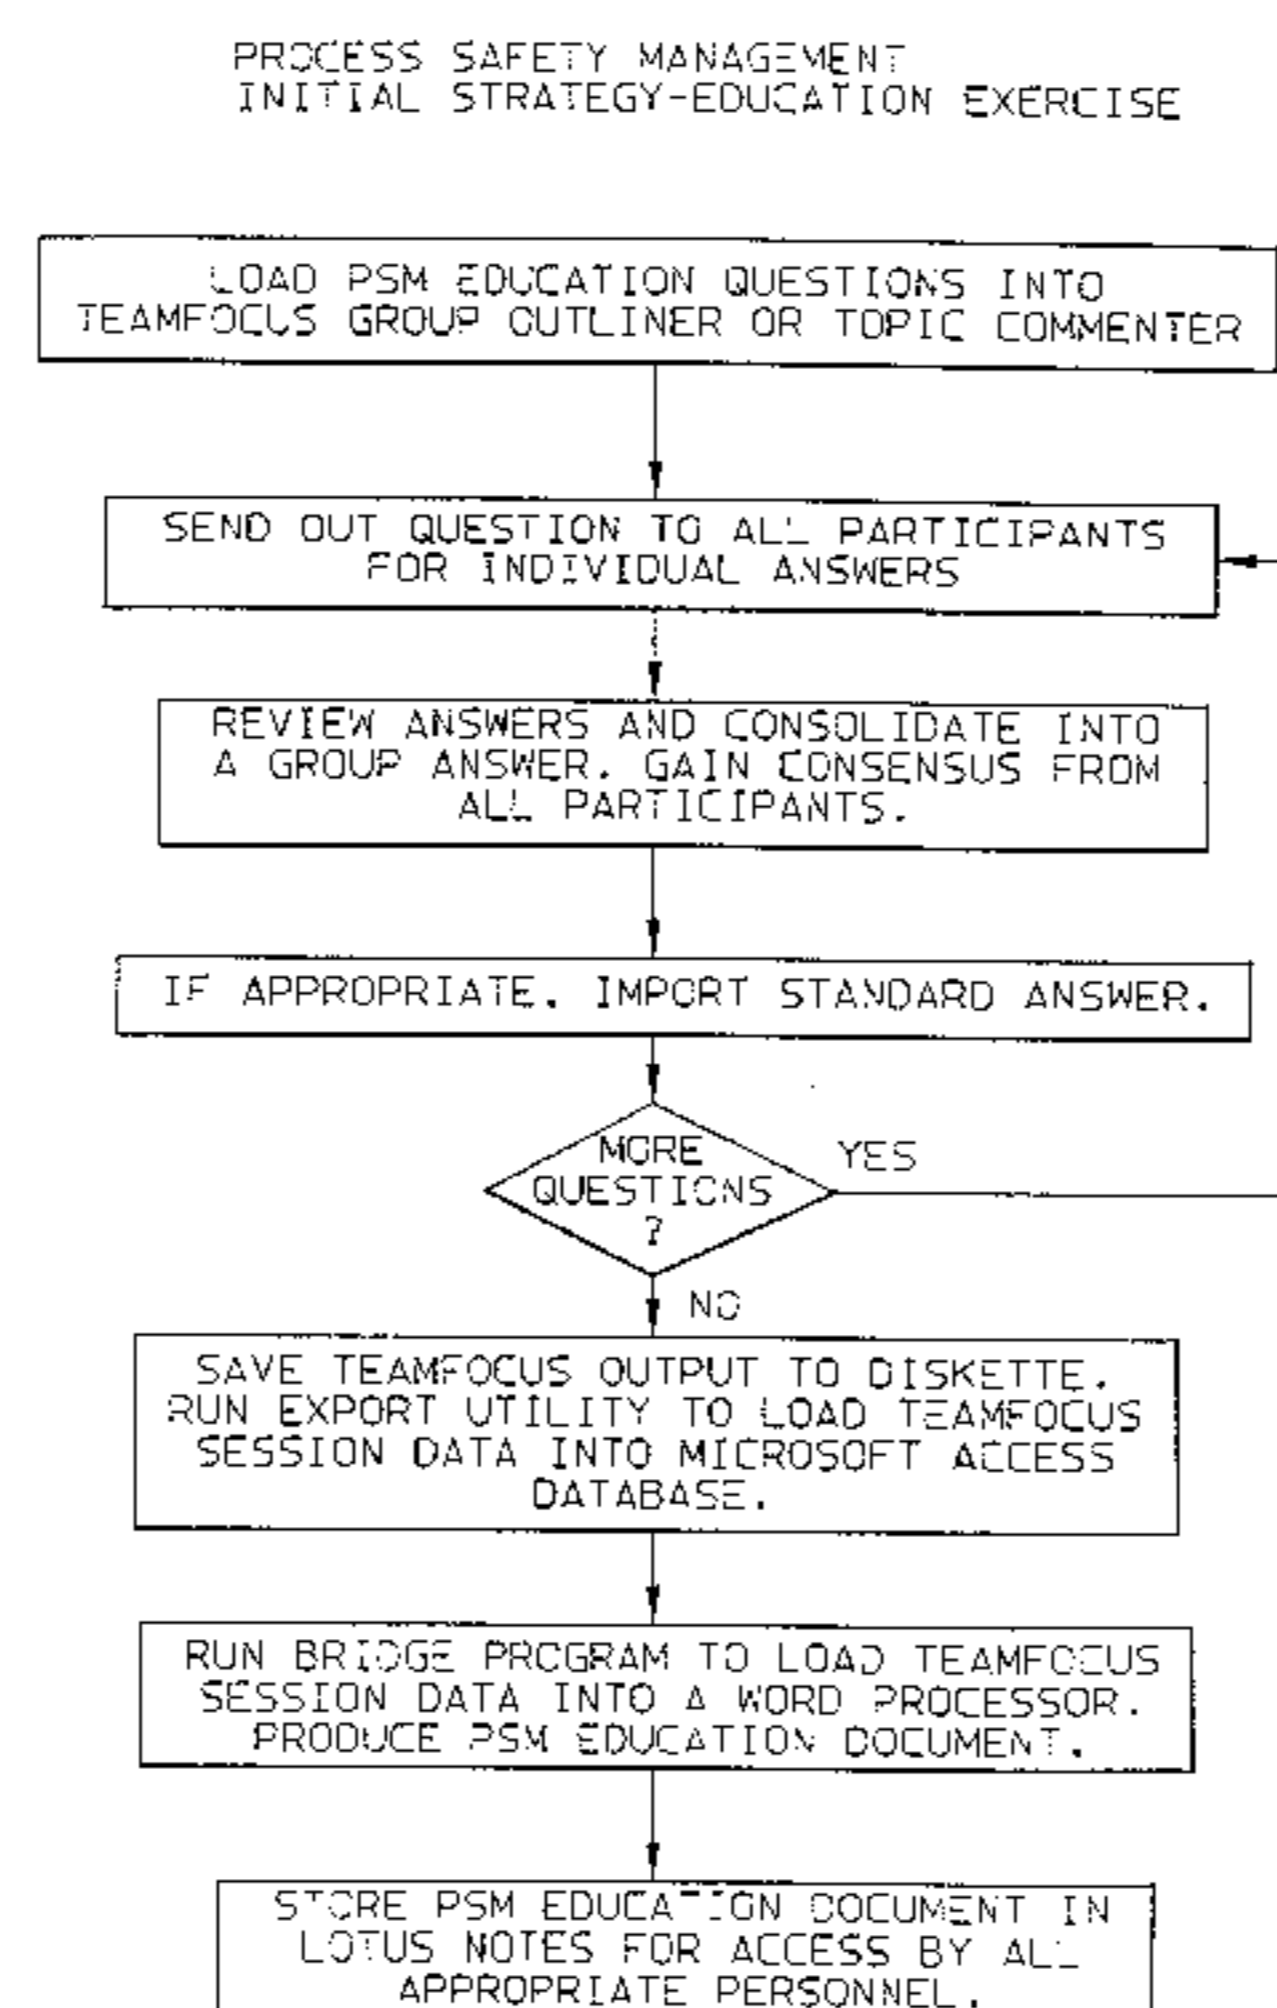 PROCESS SAFETY MANAGEMENT
INITIAL STRATEGY-EDUCATION EXERCISE
LOAD PSM EDUCATION QUESTIONS INTO
TEAMFOCUS GROUP OUTLINER OR TOPIC COMMENTER
SEND OUT QUESTION TO ALL PARTICIPANTS
FOR INDIVIDUAL ANSWERS
REVIEW ANSWERS AND CONSOLIDATE INTO
A GROUP ANSWER. GAIN CONSENSUS FROM
ALL PARTICIPANTS.
IF APPROPRIATE. IMPORT STANDARD ANSWER.
MORE
QUESTIONS
?
YES
NO
SAVE TEAMFOCUS OUTPUT TO DISKETTE.
RUN EXPORT UTILITY TO LOAD TEAMFOCUS
SESSION DATA INTO MICROSOFT ACCESS
DATABASE.
RUN BRIDGE PROGRAM TO LOAD TEAMFOCUS
SESSION DATA INTO A WORD PROCESSOR.
PRODUCE PSM EDUCATION DOCUMENT.
STORE PSM EDUCATION DOCUMENT IN
LOTUS NOTES FOR ACCESS BY ALL
APPROPRIATE PERSONNEL.